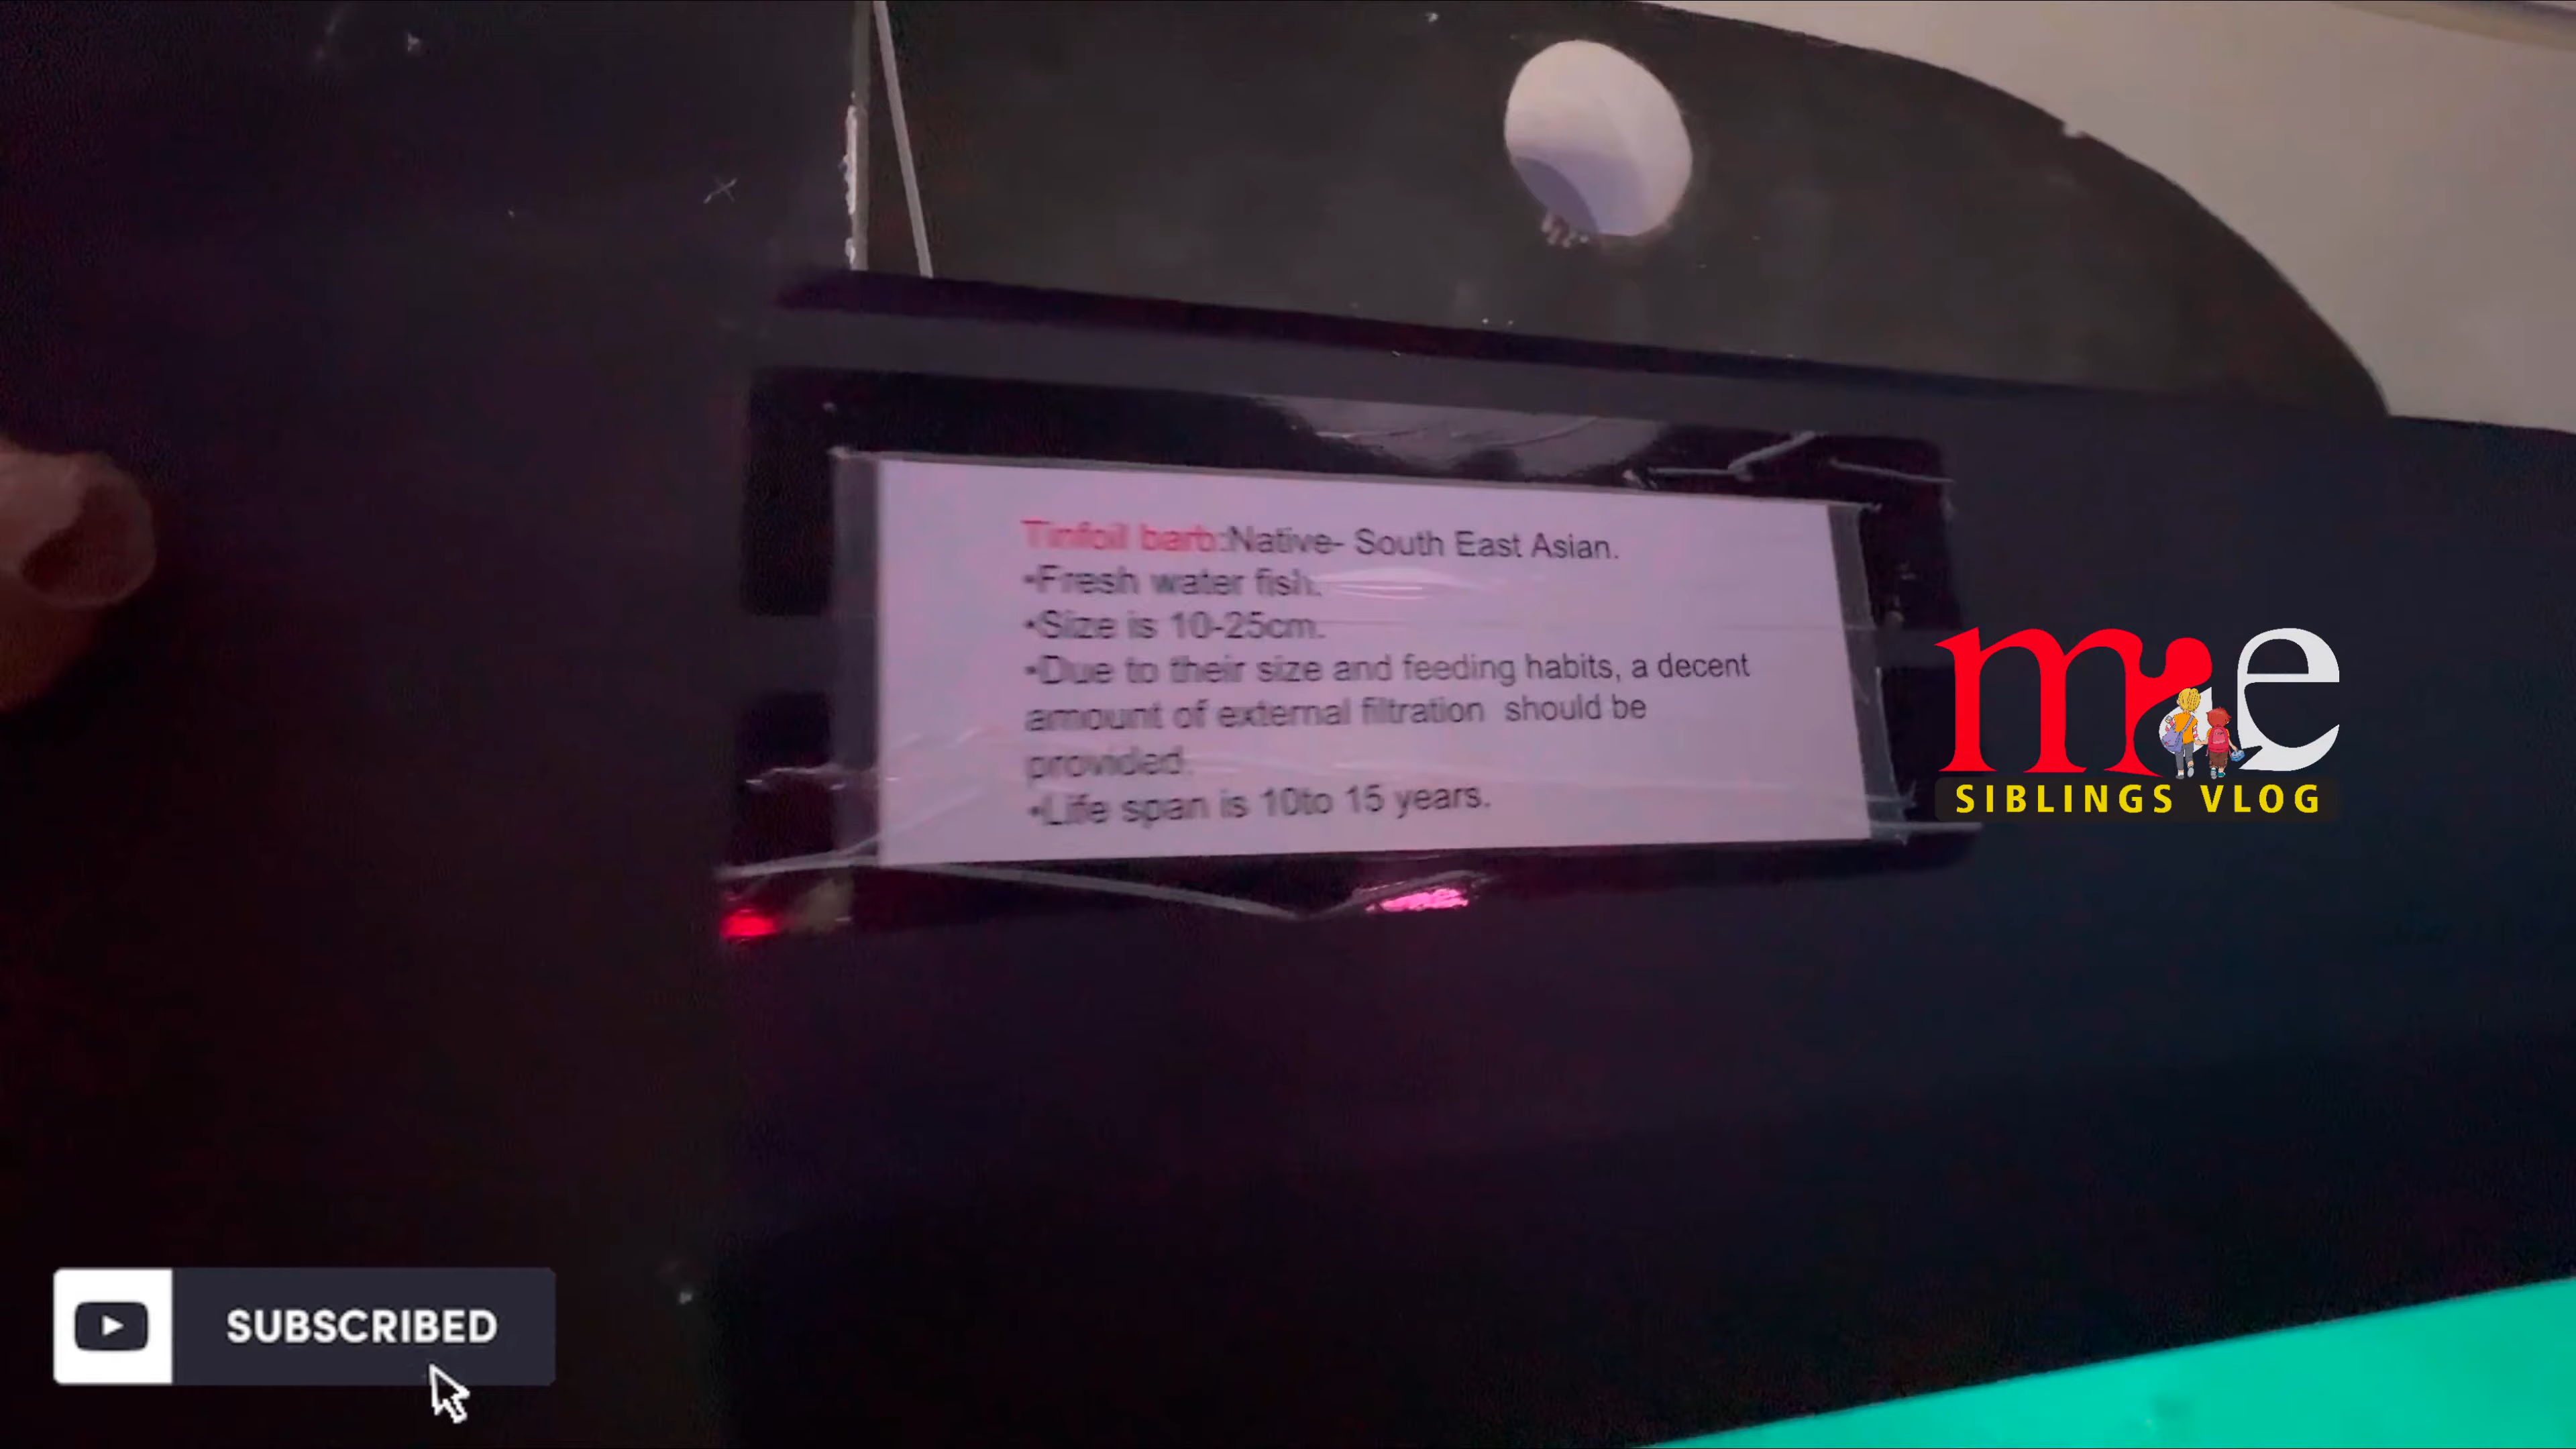 Tinfoil barb:Native- South East Asian.
•Fresh water fish.
•Size is 10-25cm.
•Due to their size and feeding habits, a decent
amount of external filtration should be
provided.
•Life span is 10to 15 years.
mae
SIBLINGS VLOG
SUBSCRIBED